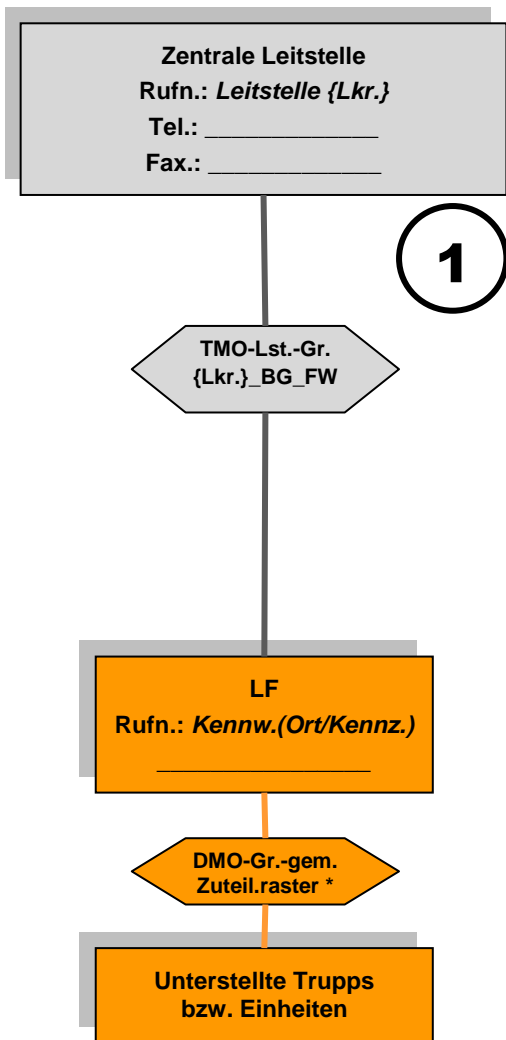 Zentrale Leitstelle
Rufn.: Leitstelle {Lkr.}
Tel.: _____________
Fax.: _____________
1
TMO-Lst.-Gr.
{Lkr.}_BG_FW
LF
Rufn.: Kennw.(Ort/Kennz.)
________________
DMO-Gr.-gem.
Zuteil.raster *
Unterstellte Trupps
bzw. Einheiten